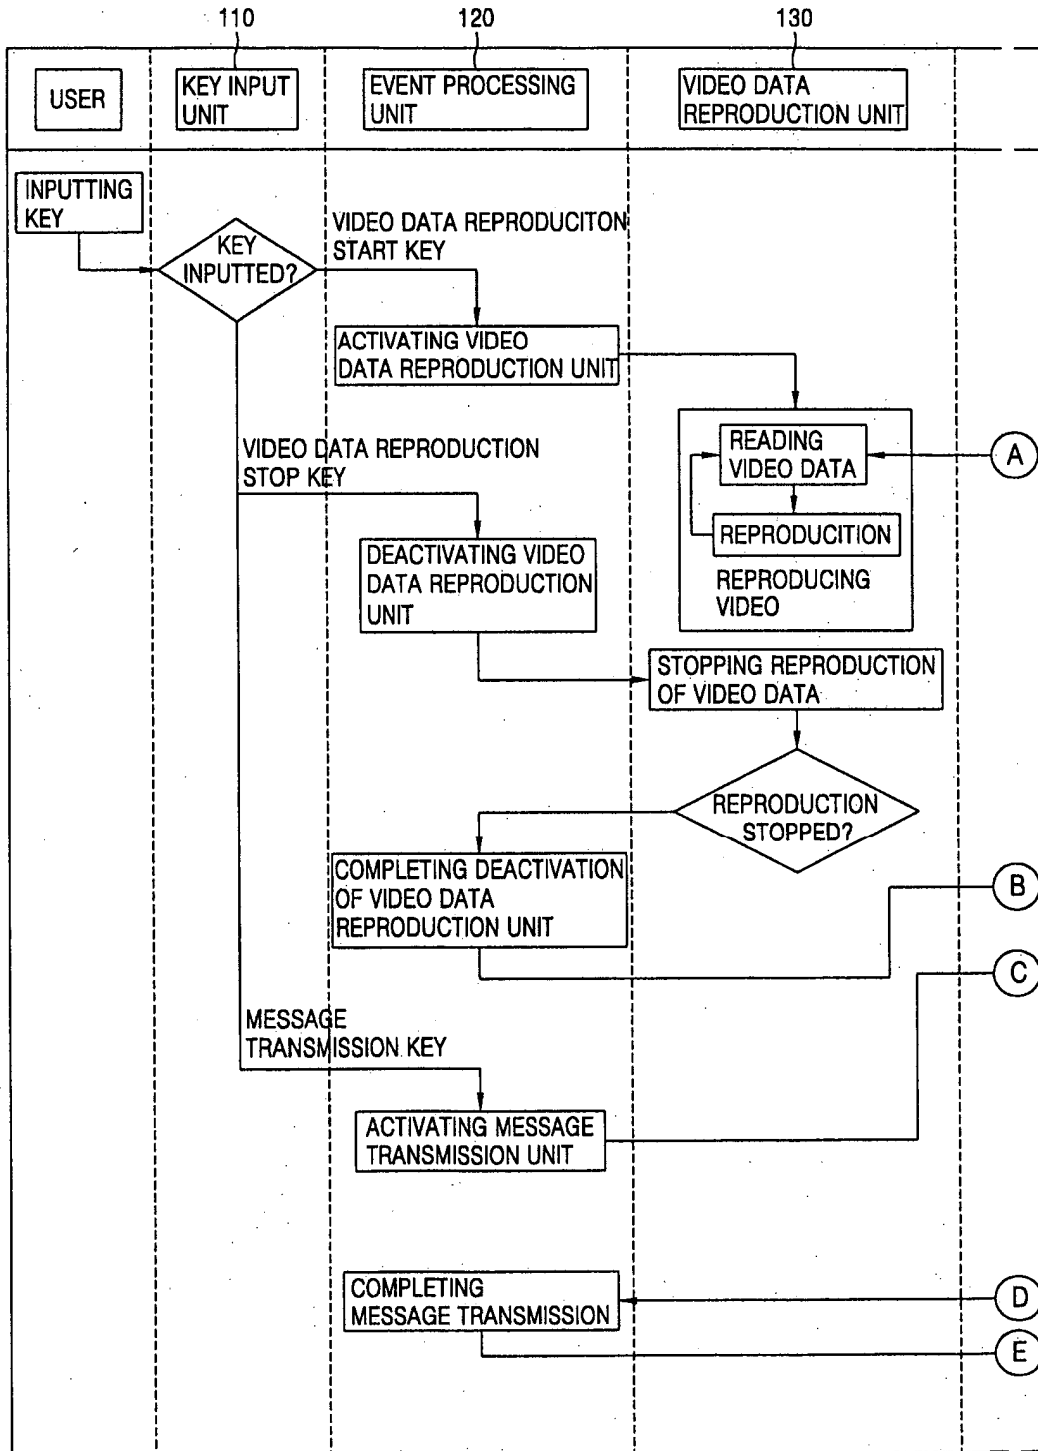 110
120
130
USER
KEY INPUT
UNIT
EVENT PROCESSING
UNIT
VIDEO DATA
REPRODUCTION UNIT
INPUTTING
KEY
KEY
INPUTTED?
VIDEO DATA REPRODUCITON
START KEY
ACTIVATING VIDEO
DATA REPRODUCTION UNIT
READING
VIDEO DATA
A
VIDEO DATA REPRODUCTION
STOP KEY
REPRODUCITION
DEACTIVATING VIDEO
DATA REPRODUCTION
UNIT
REPRODUCING
VIDEO
STOPPING REPRODUCTION
OF VIDEO DATA
REPRODUCTION
STOPPED?
COMPLETING DEACTIVATION
OF VIDEO DATA
REPRODUCTION UNIT
B
C
MESSAGE
TRANSMISSION KEY
ACTIVATING MESSAGE
TRANSMISSION UNIT
COMPLETING
MESSAGE TRANSMISSION
D
E